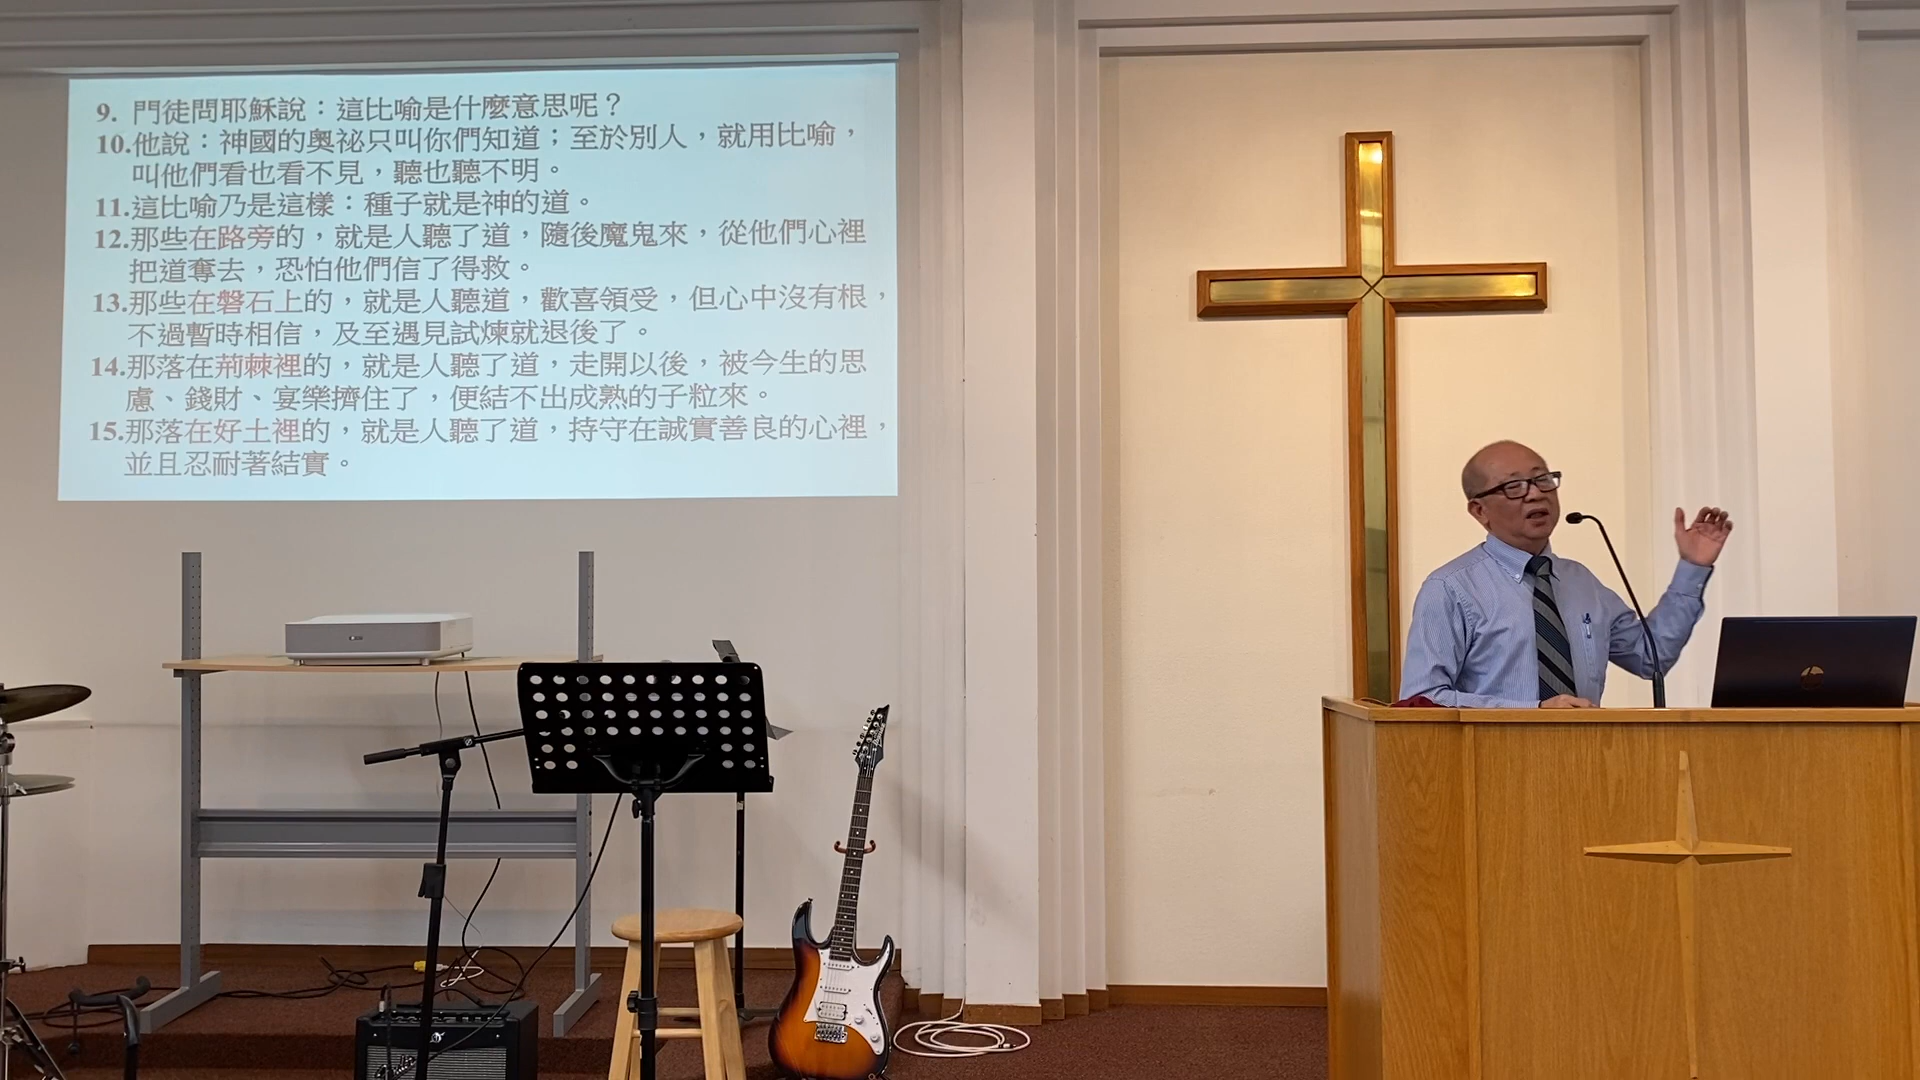 9. 門徒問耶穌說：這比喻是什麼意思呢？
10.他說：神國的奧祕只叫你們知道；至於別人，就用比喻，
叫他們看也看不見，聽也聽不明。
11.這比喻乃是這樣：種子就是神的道。
12.那些在路旁的，就是人聽了道，隨後魔鬼來，從他們心裡
把道奪去，恐怕他們信了得救。
13.那些在磐石上的，就是人聽道，歡喜領受，但心中沒有根，
不過暫時相信，及至遇見試煉就退後了。
14.那落在荊棘裡的，就是人聽了道，走開以後，被今生的思
慮、錢財、宴樂擠住了，便結不出成熟的子粒來。
15.那落在好土裡的，就是人聽了道，持守在誠實善良的心裡，
並且忍耐著結實。
Ibanez